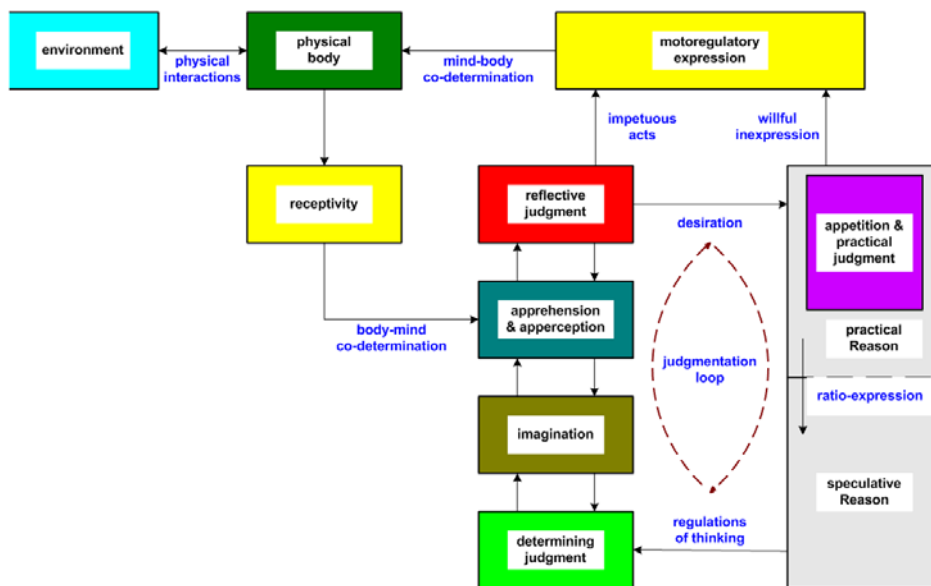 environment
physical
interactions
physical
body
mind-body
co-determination
motoregulatory
expression
impetuous
acts
willful
inexpression
receptivity
reflective
judgment
desiration
appetition &
practical
judgment
body-mind
co-determination
apprehension
& apperception
judgmentation
loop
practical
Reason
ratio-expression
imagination
speculative
Reason
determining
judgment
regulations
of thinking